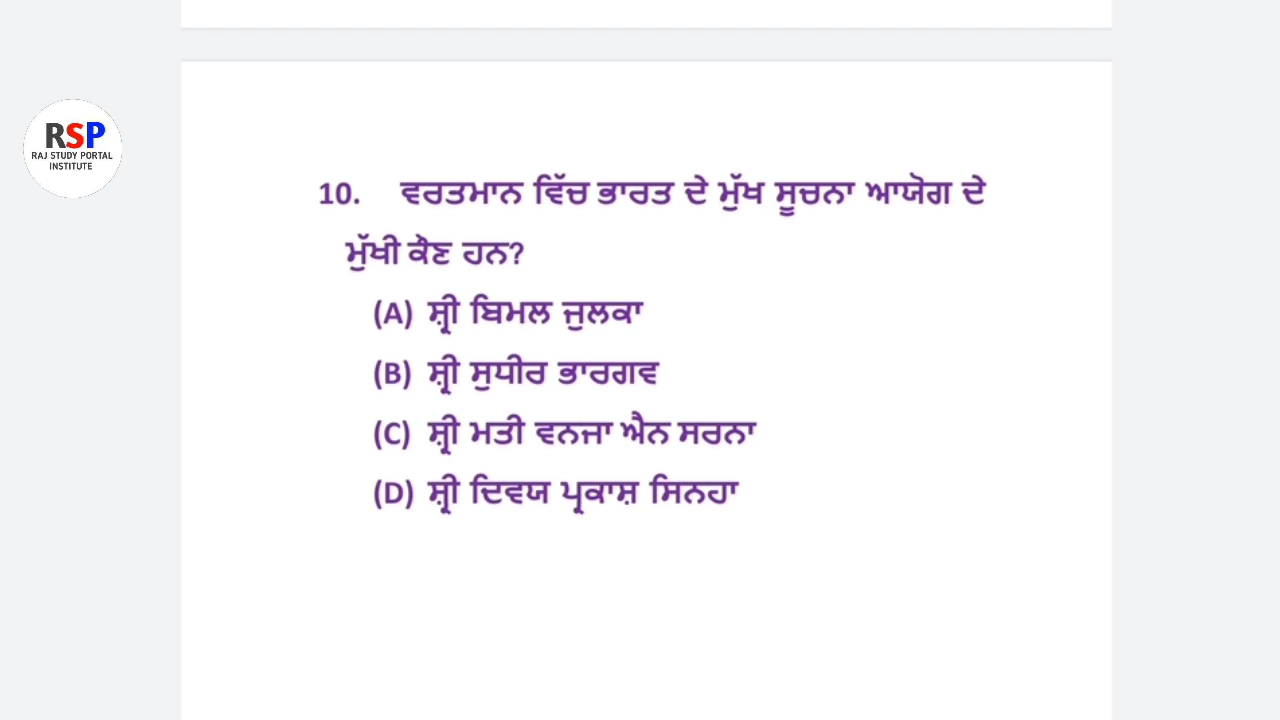 RSP
RAJ STUDY PORTAL
INSTITUTE
10. ਵਰਤਮਾਨ ਵਿੱਚ ਭਾਰਤ ਦੇ ਮੁੱਖ ਸੂਚਨਾ ਆਯੋਗ ਦੇ
ਮੁੱਖੀ ਕੌਣ ਹਨ?
(A) ਸ਼੍ਰੀ ਬਿਮਲ ਜੁਲਕਾ
(B) ਸ਼੍ਰੀ ਸੁਧੀਰ ਭਾਰਗਵ
(C) ਸ਼੍ਰੀ ਮਤੀ ਵਨਜਾ ਐਨ ਸਰਨਾ
(D) ਸ਼੍ਰੀ ਦਿਵਯ ਪ੍ਰਕਾਸ਼ ਸਿਨਹਾ